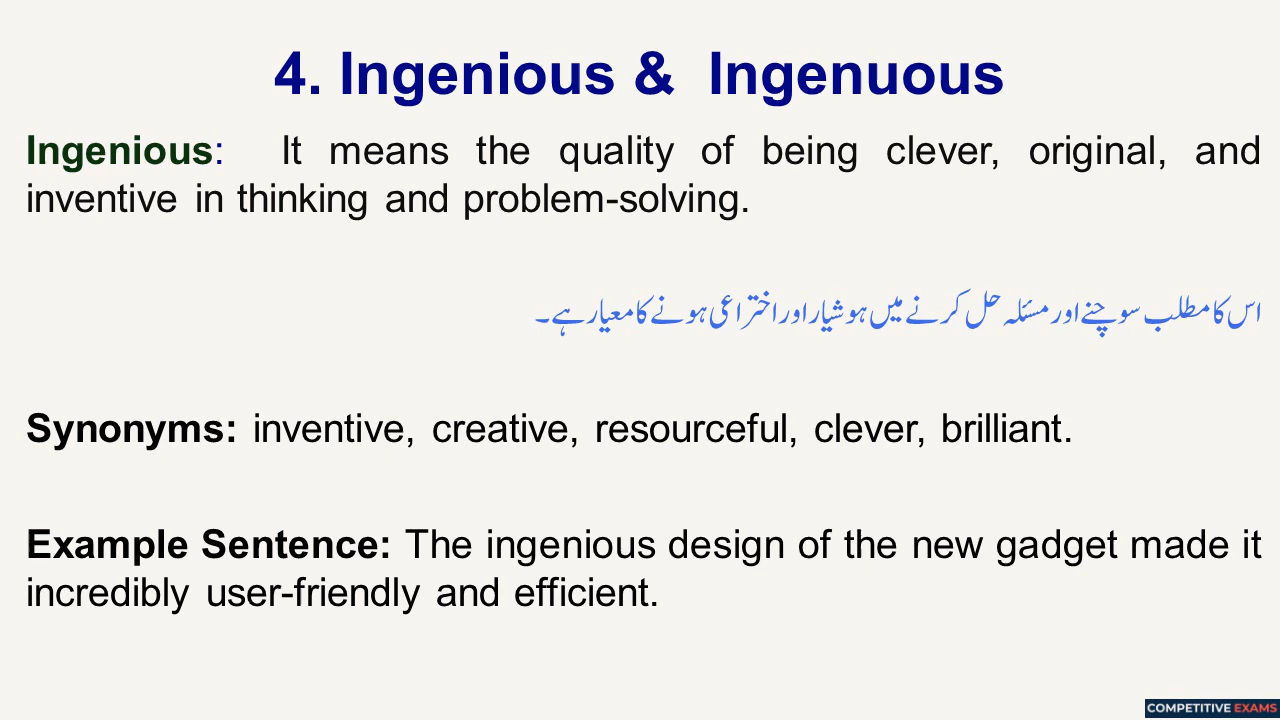 4. Ingenious & Ingenuous
Ingenious: It means the quality of being clever, original, and
inventive in thinking and problem-solving.
اس کا مطلب سوچنے اور مسئلہ حل کرنے میں ہوشیار اور اختراعی ہونے کا معیار ہے۔
Synonyms: inventive, creative, resourceful, clever, brilliant.
Example Sentence: The ingenious design of the new gadget made it
incredibly user-friendly and efficient.
COMPETITIVE EXAMS